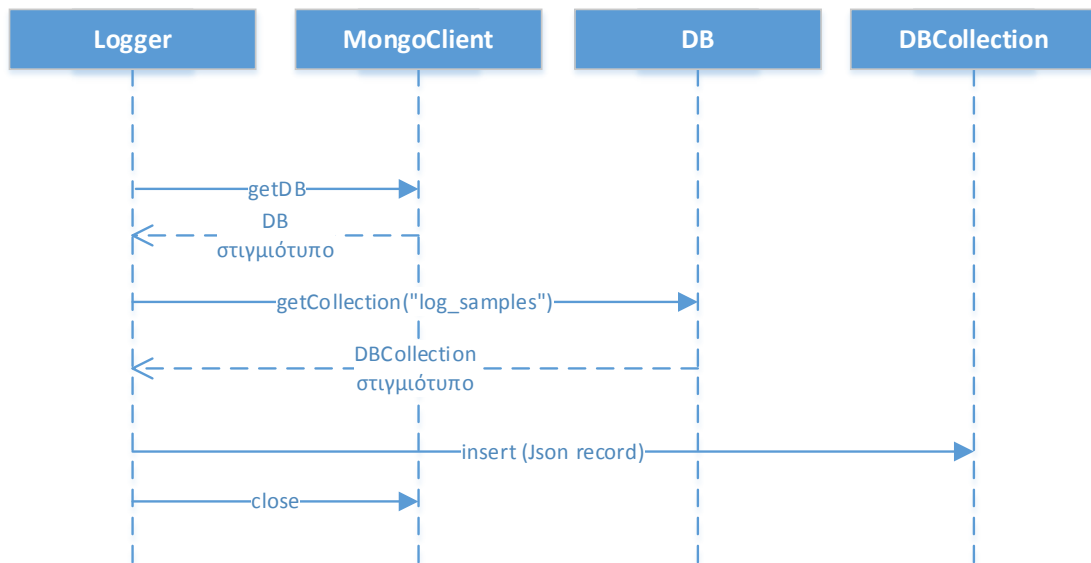 Logger
MongoClient
DB
DBCollection
getDB
DB
στιγμιότυπο
getCollection("log_samples")
DBCollection
στιγμιότυπο
insert (Json record)
close